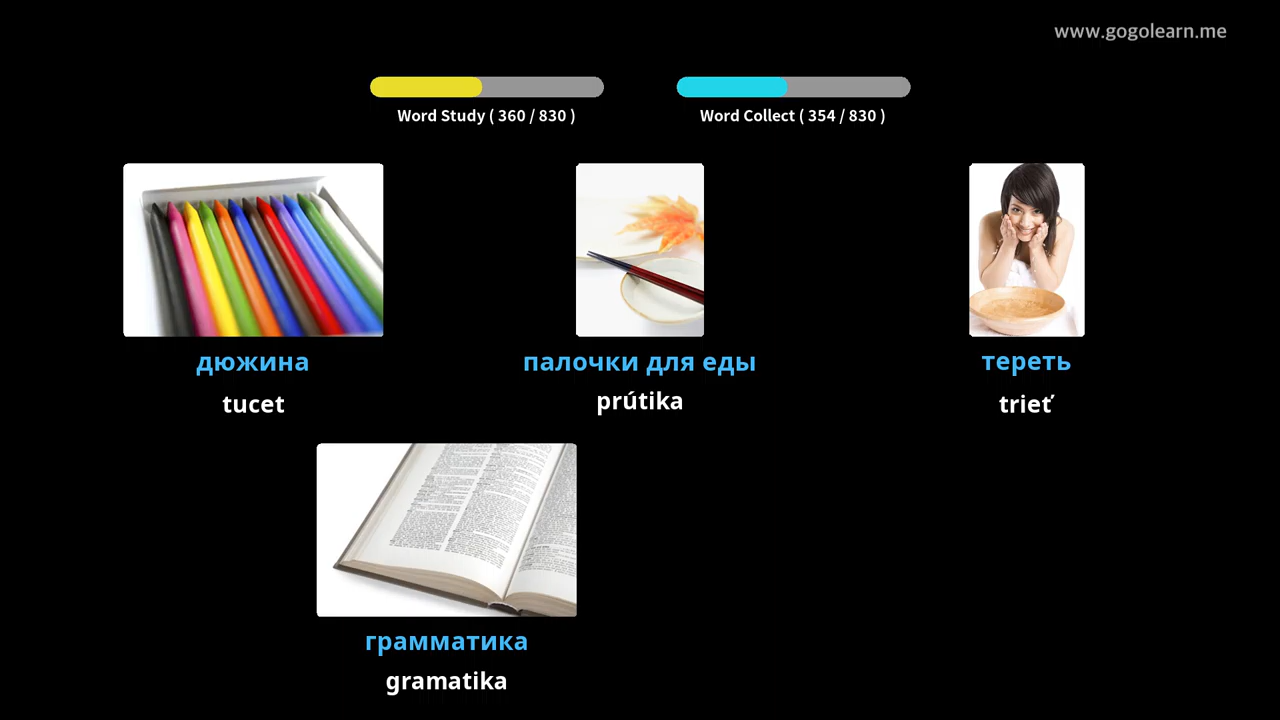 www.gogolearn.me
Word Study ( 360 / 830 )
Word Collect ( 354 / 830 )
дюжина
tucet
палочки для еды
prútika
тереть
trieť
грамматика
gramatika